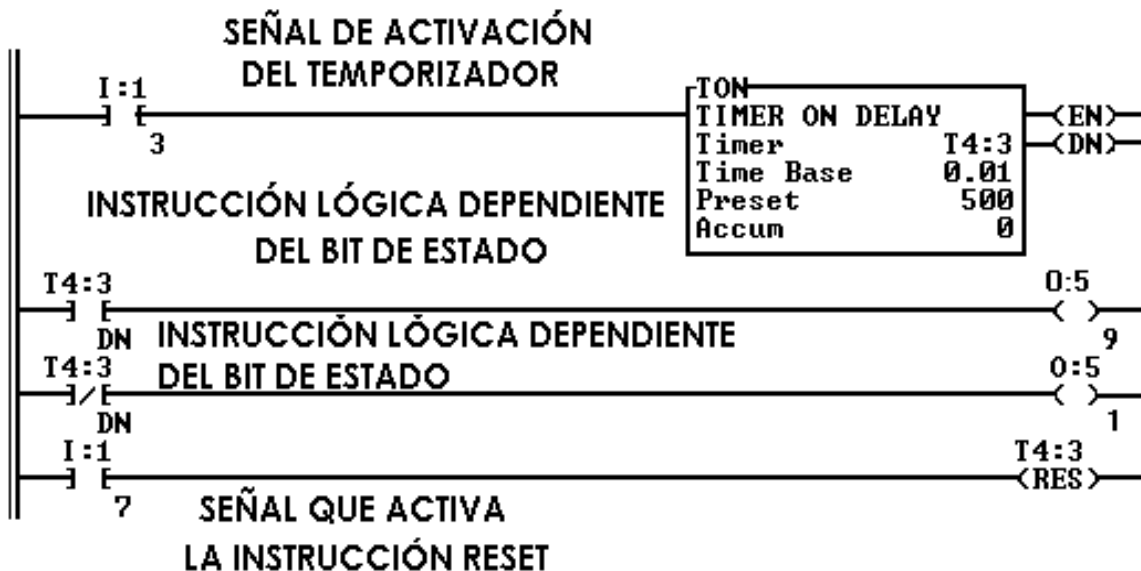 SEÑAL DE ACTIVACIÓN
DEL TEMPORIZADOR
I:1
3
TON
TIMER ON DELAY
Timer T4:3
Time Base 0.01
Preset 500
Accum 0
(EN)
(DN)
INSTRUCCIÓN LÓGICA DEPENDIENTE
DEL BIT DE ESTADO
T4:3
DN
O:5
9
INSTRUCCIÓN LÓGICA DEPENDIENTE
DEL BIT DE ESTADO
T4:3
DN
O:5
1
I:1
7
T4:3
(RES)
SEÑAL QUE ACTIVA
LA INSTRUCCIÓN RESET